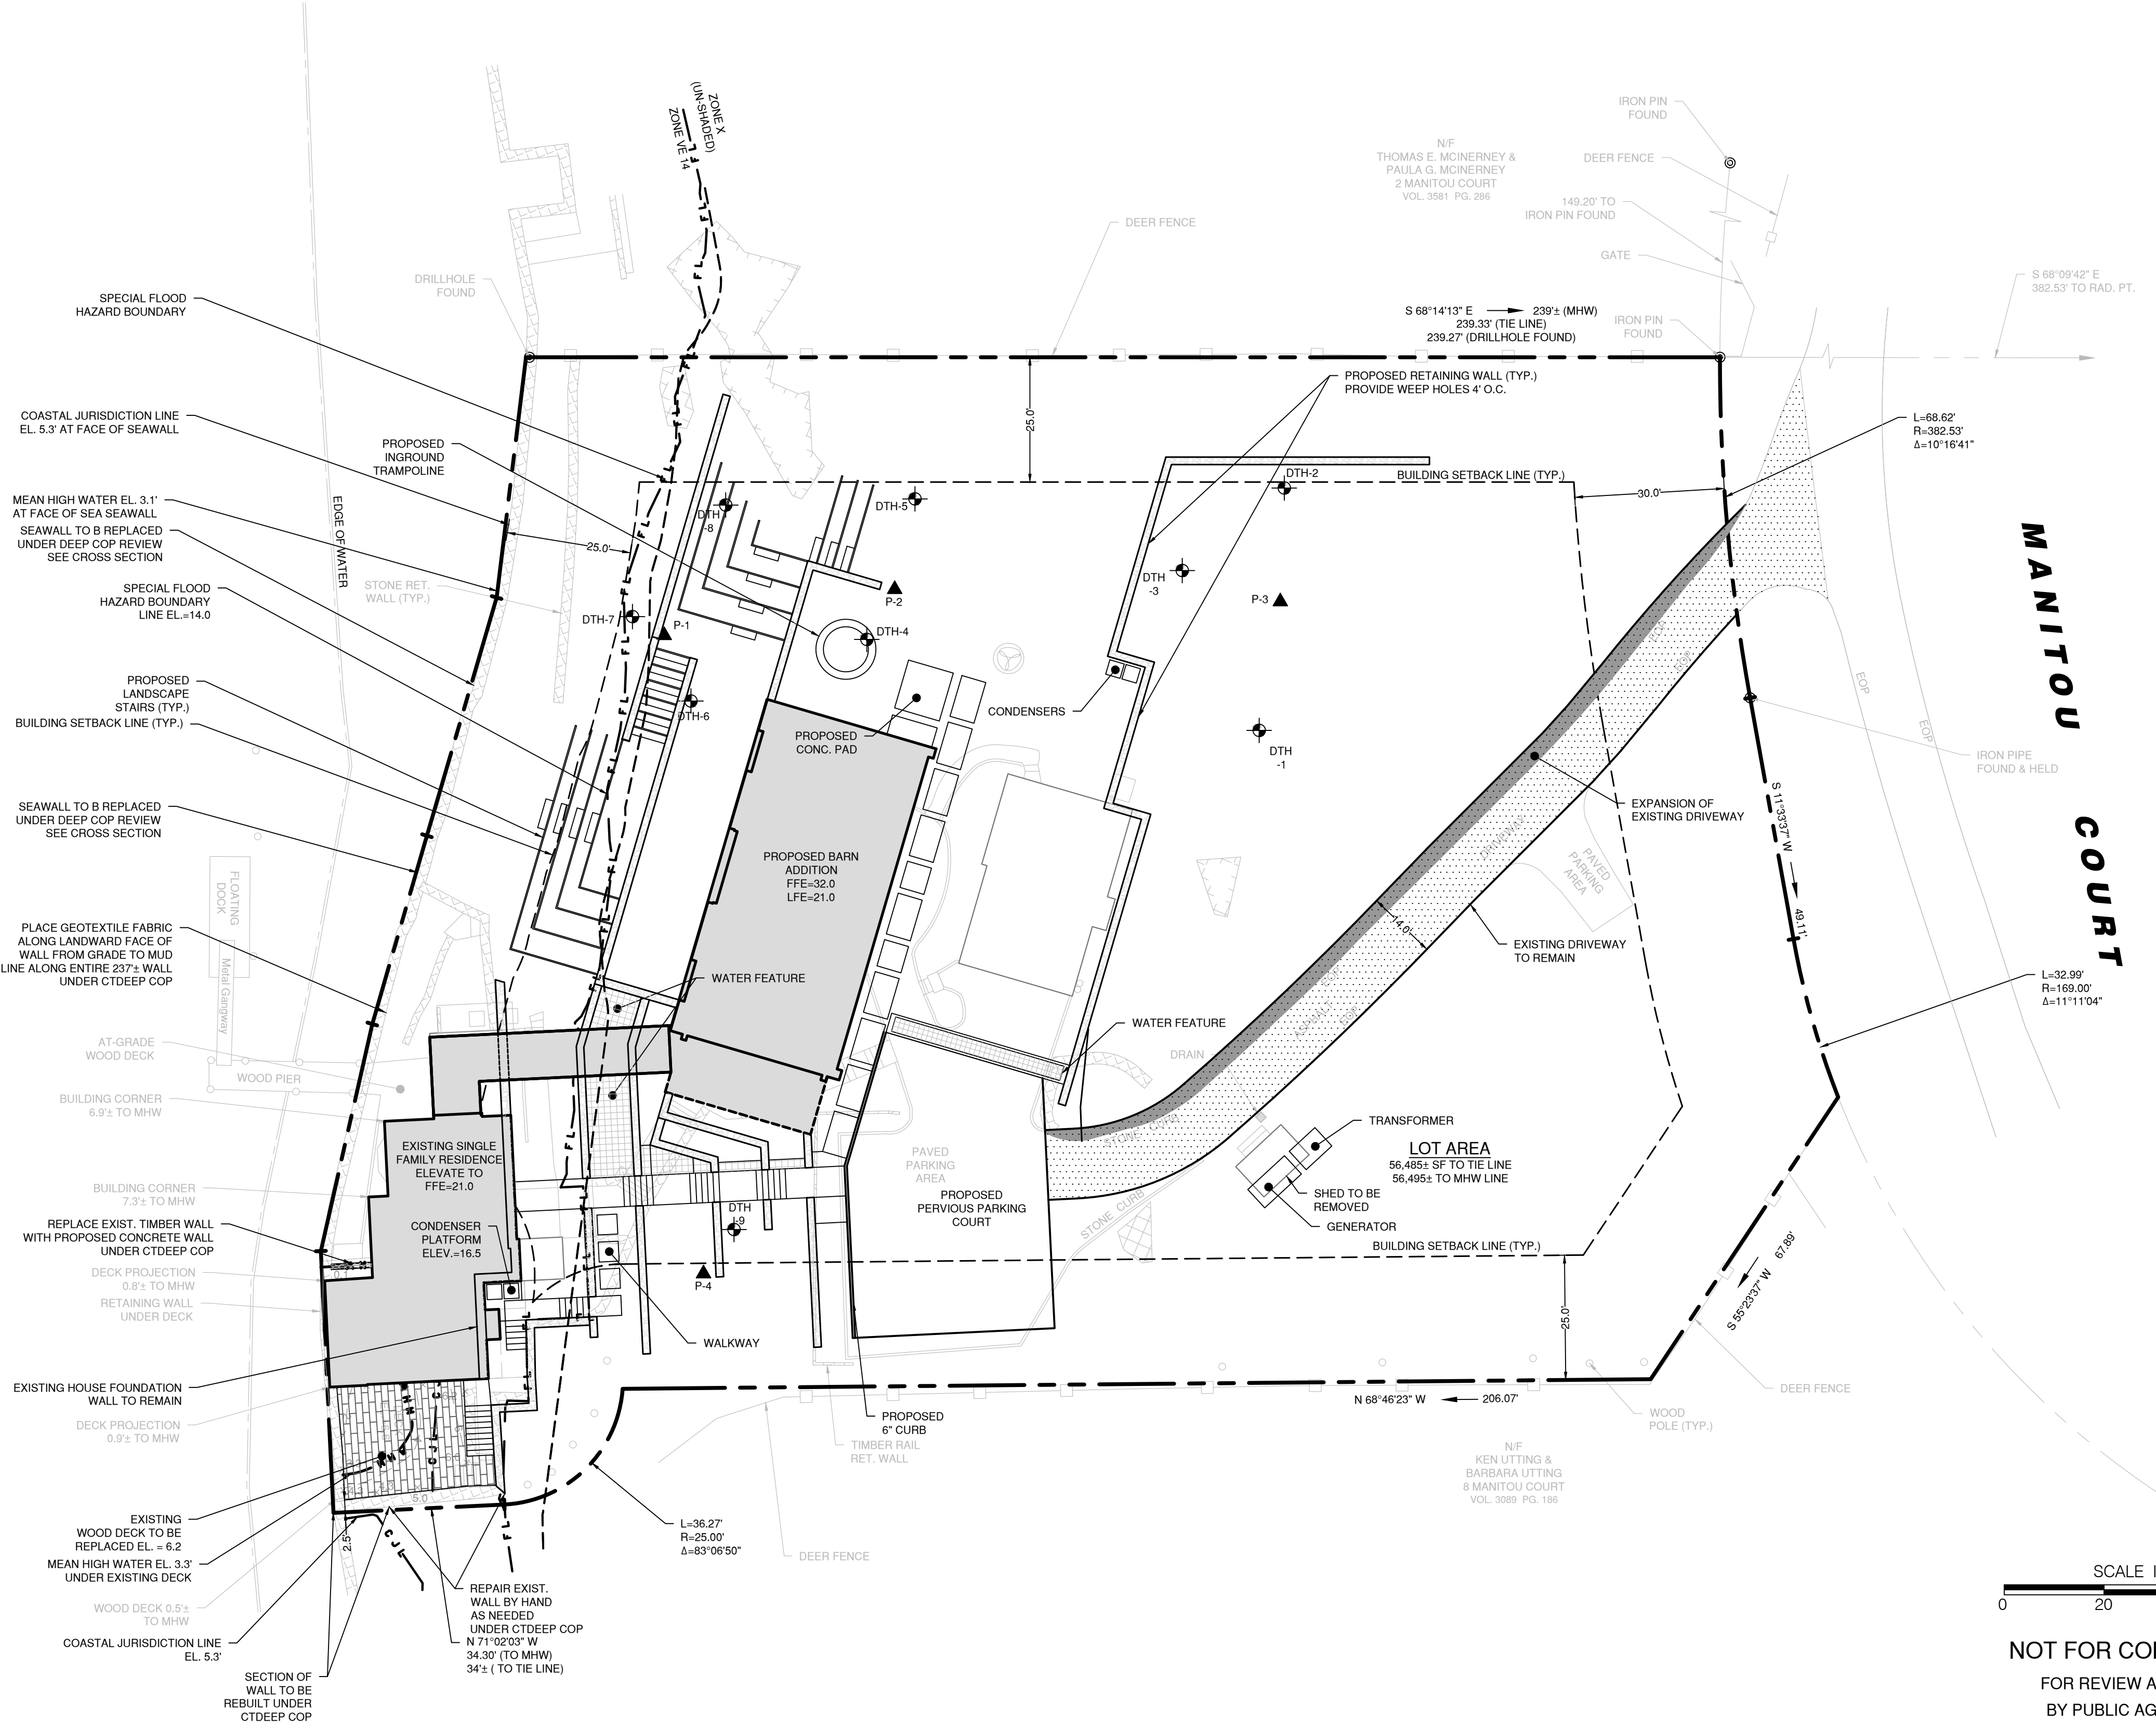 ZONE X
(UN-SHADED)
ZONE VE 14
IRON PIN
FOUND
N/F
THOMAS E. MCINERNEY &
PAULA G. MCINERNEY
2 MANITOU COURT
VOL. 3581 PG. 286
DEER FENCE
149.20' TO
IRON PIN FOUND
DEER FENCE
GATE
S 68°09'42" E
382.53' TO RAD. PT.
DRILLHOLE
FOUND
SPECIAL FLOOD
HAZARD BOUNDARY
S 68°14'13" E
239'± (MHW)
239.33' (TIE LINE)
239.27' (DRILLHOLE FOUND)
IRON PIN
FOUND
PROPOSED RETAINING WALL (TYP.)
PROVIDE WEEP HOLES 4' O.C.
COASTAL JURISDICTION LINE
EL. 5.3' AT FACE OF SEAWALL
25.0'
L=68.62'
R=382.53'
Δ=10°16'41"
PROPOSED
INGROUND
TRAMPOLINE
DTH-2
BUILDING SETBACK LINE (TYP.)
30.0'
MEAN HIGH WATER EL. 3.1'
AT FACE OF SEA SEAWALL
DTH
-8
DTH-5
SEAWALL TO B REPLACED
UNDER DEEP COP REVIEW
SEE CROSS SECTION
EDGE OF WATER
25.0'
STONE RET.
WALL (TYP.)
SPECIAL FLOOD
HAZARD BOUNDARY
LINE EL.=14.0
DTH
-3
P-2
P-3
DTH-7
P-1
DTH-4
MANITOU COURT
EOP
EOP
EOP
EOP
PROPOSED
LANDSCAPE
STAIRS (TYP.)
BUILDING SETBACK LINE (TYP.)
DTH-6
CONDENSERS
PROPOSED
CONC. PAD
DTH
-1
IRON PIPE
FOUND & HELD
SEAWALL TO B REPLACED
UNDER DEEP COP REVIEW
SEE CROSS SECTION
EXPANSION OF
EXISTING DRIVEWAY
S 11°33'37" W
49.11'
DRIVEWAY
PAVED
PARKING
AREA
PROPOSED BARN
ADDITION
FFE=32.0
LFE=21.0
FLOATING
DOCK
Metal Gangway
14.0'
PLACE GEOTEXTILE FABRIC
ALONG LANDWARD FACE OF
WALL FROM GRADE TO MUD
LINE ALONG ENTIRE 237'± WALL
UNDER CTDEEP COP
EXISTING DRIVEWAY
TO REMAIN
WATER FEATURE
L=32.99'
R=169.00'
Δ=11°11'04"
EOP
EOP
ASPHALT
WATER FEATURE
AT-GRADE
WOOD DECK
DRAIN
WOOD PIER
BUILDING CORNER
6.9'± TO MHW
TRANSFORMER
STONE CURB
EXISTING SINGLE
FAMILY RESIDENCE
ELEVATE TO
FFE=21.0
LOT AREA
56,485± SF TO TIE LINE
56,495± TO MHW LINE
PAVED
PARKING
AREA
PROPOSED
PERVIOUS PARKING
COURT
BUILDING CORNER
7.3'± TO MHW
SHED TO BE
REMOVED
GENERATOR
STONE CURB
REPLACE EXIST. TIMBER WALL
WITH PROPOSED CONCRETE WALL
UNDER CTDEEP COP
CONDENSER
PLATFORM
ELEV.=16.5
DTH
-9
BUILDING SETBACK LINE (TYP.)
DECK PROJECTION
0.8'± TO MHW
P-4
RETAINING WALL
UNDER DECK
S 55°23'37" W
67.89'
25.0'
WALKWAY
EXISTING HOUSE FOUNDATION
WALL TO REMAIN
DEER FENCE
N 68°46'23" W
206.07'
WOOD
POLE (TYP.)
DECK PROJECTION
0.9'± TO MHW
PROPOSED
6" CURB
TIMBER RAIL
RET. WALL
N/F
KEN UTTING &
BARBARA UTTING
8 MANITOU COURT
VOL. 3089 PG. 186
5.0
EXISTING
WOOD DECK TO BE
REPLACED EL. = 6.2
2.5'
CJL
L=36.27'
R=25.00'
Δ=83°06'50"
DEER FENCE
MEAN HIGH WATER EL. 3.3'
UNDER EXISTING DECK
WOOD DECK 0.5'±
TO MHW
REPAIR EXIST.
WALL BY HAND
AS NEEDED
UNDER CTDEEP COP
N 71°02'03" W
34.30' (TO MHW)
34'± ( TO TIE LINE)
COASTAL JURISDICTION LINE
EL. 5.3'
SECTION OF
WALL TO BE
REBUILT UNDER
CTDEEP COP
SCALE I
0
20
NOT FOR CO
FOR REVIEW A
BY PUBLIC AG